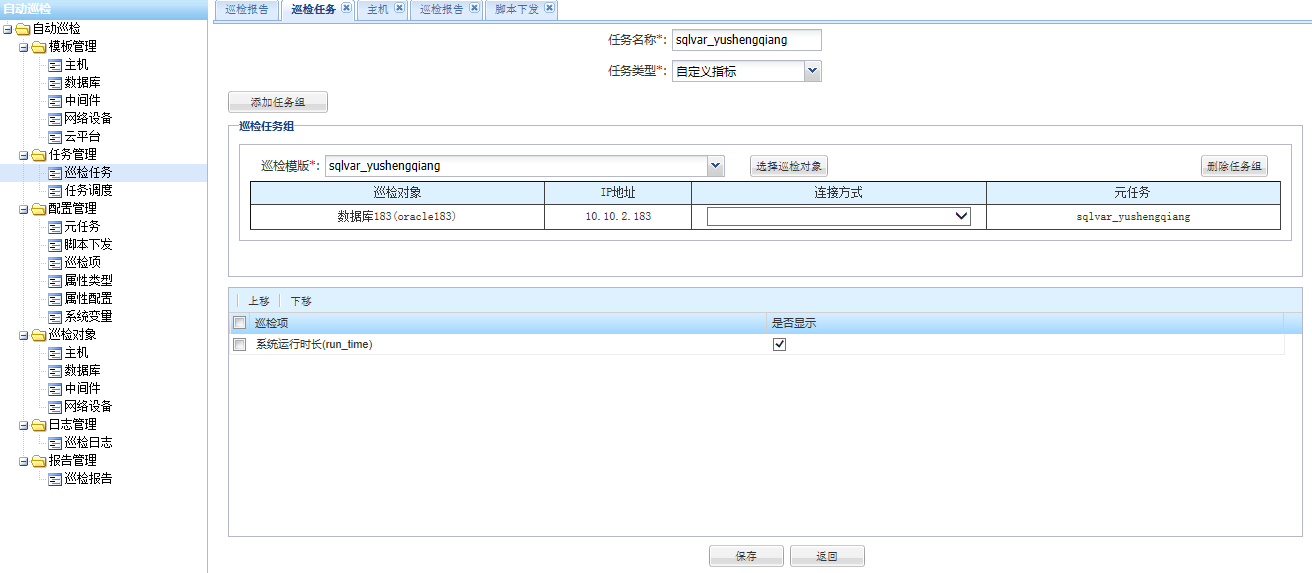 自动巡检
自动巡检
模板管理
主机
数据库
中间件
网络设备
云平台
任务管理
巡检任务
任务调度
配置管理
元任务
脚本下发
巡检项
属性类型
属性配置
系统变量
巡检对象
主机
数据库
中间件
网络设备
日志管理
巡检日志
报告管理
巡检报告
巡检报告 巡检任务 主机 巡检报告 脚本下发
任务名称*: sqlvar_yushengqiang
任务类型*: 自定义指标
添加任务组
巡检任务组
巡检模版*: sqlvar_yushengqiang 选择巡检对象 删除任务组
巡检对象 IP地址 连接方式 元任务
数据库183(oracle183) 10.10.2.183 sqlvar_yushengqiang
上移 下移
巡检项 是否显示
系统运行时长(run_time)
保存 返回